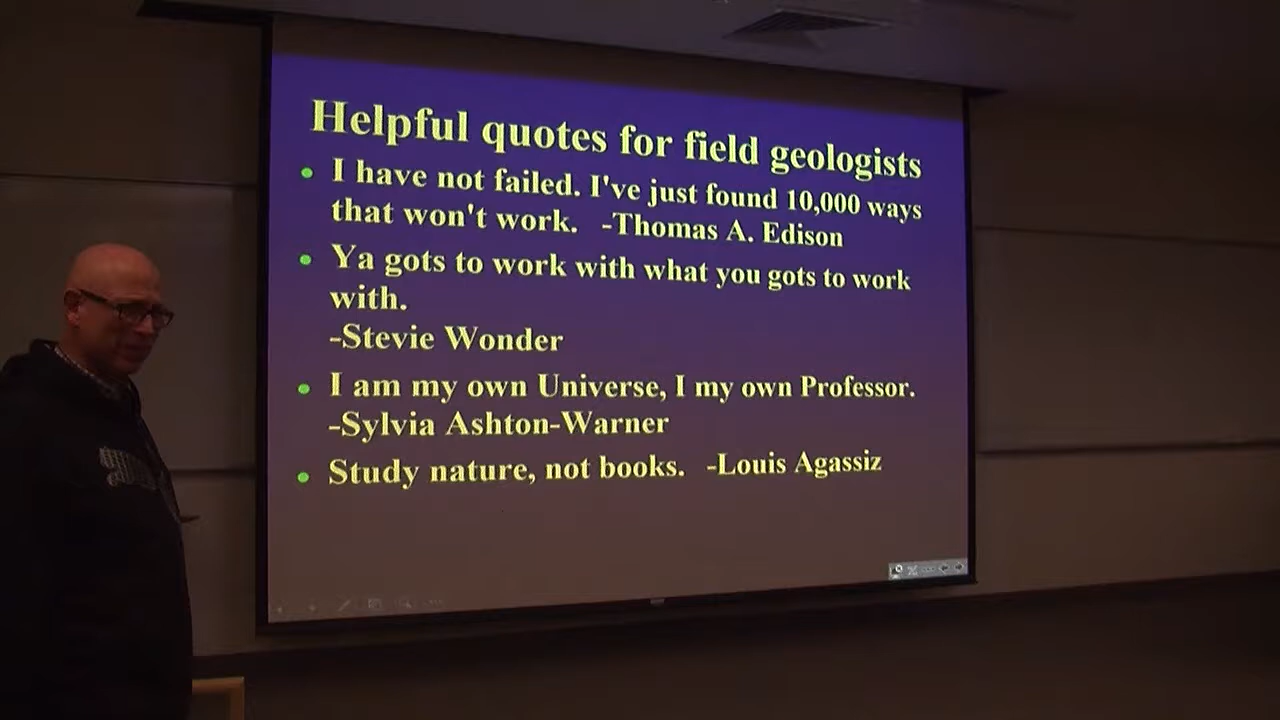 Helpful quotes for field geologists
I have not failed. I've just found 10,000 ways
that won't work. -Thomas A. Edison
Ya gots to work with what you gots to work
with.
-Stevie Wonder
I am my own Universe, I my own Professor.
-Sylvia Ashton-Warner
Study nature, not books. -Louis Agassiz